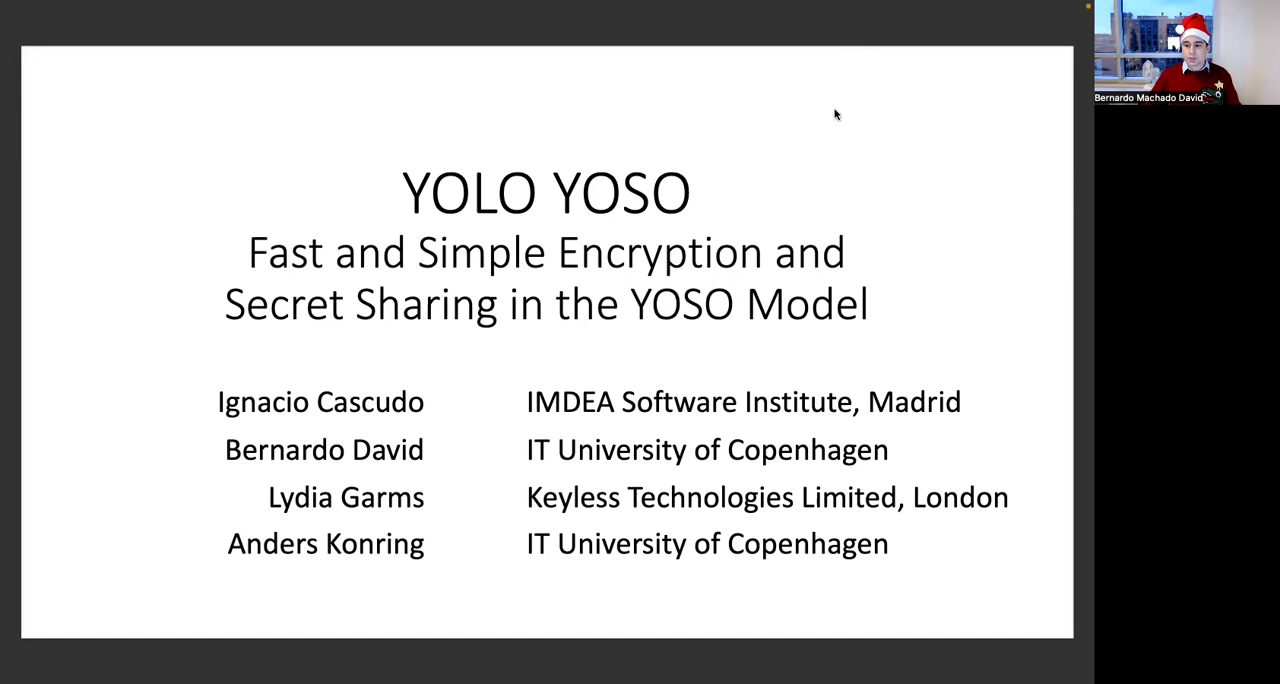 YOLO YOSO
Fast and Simple Encryption and
Secret Sharing in the YOSO Model
Ignacio Cascudo IMDEA Software Institute, Madrid
Bernardo David IT University of Copenhagen
Lydia Garms Keyless Technologies Limited, London
Anders Konring IT University of Copenhagen
Bernardo Machado David